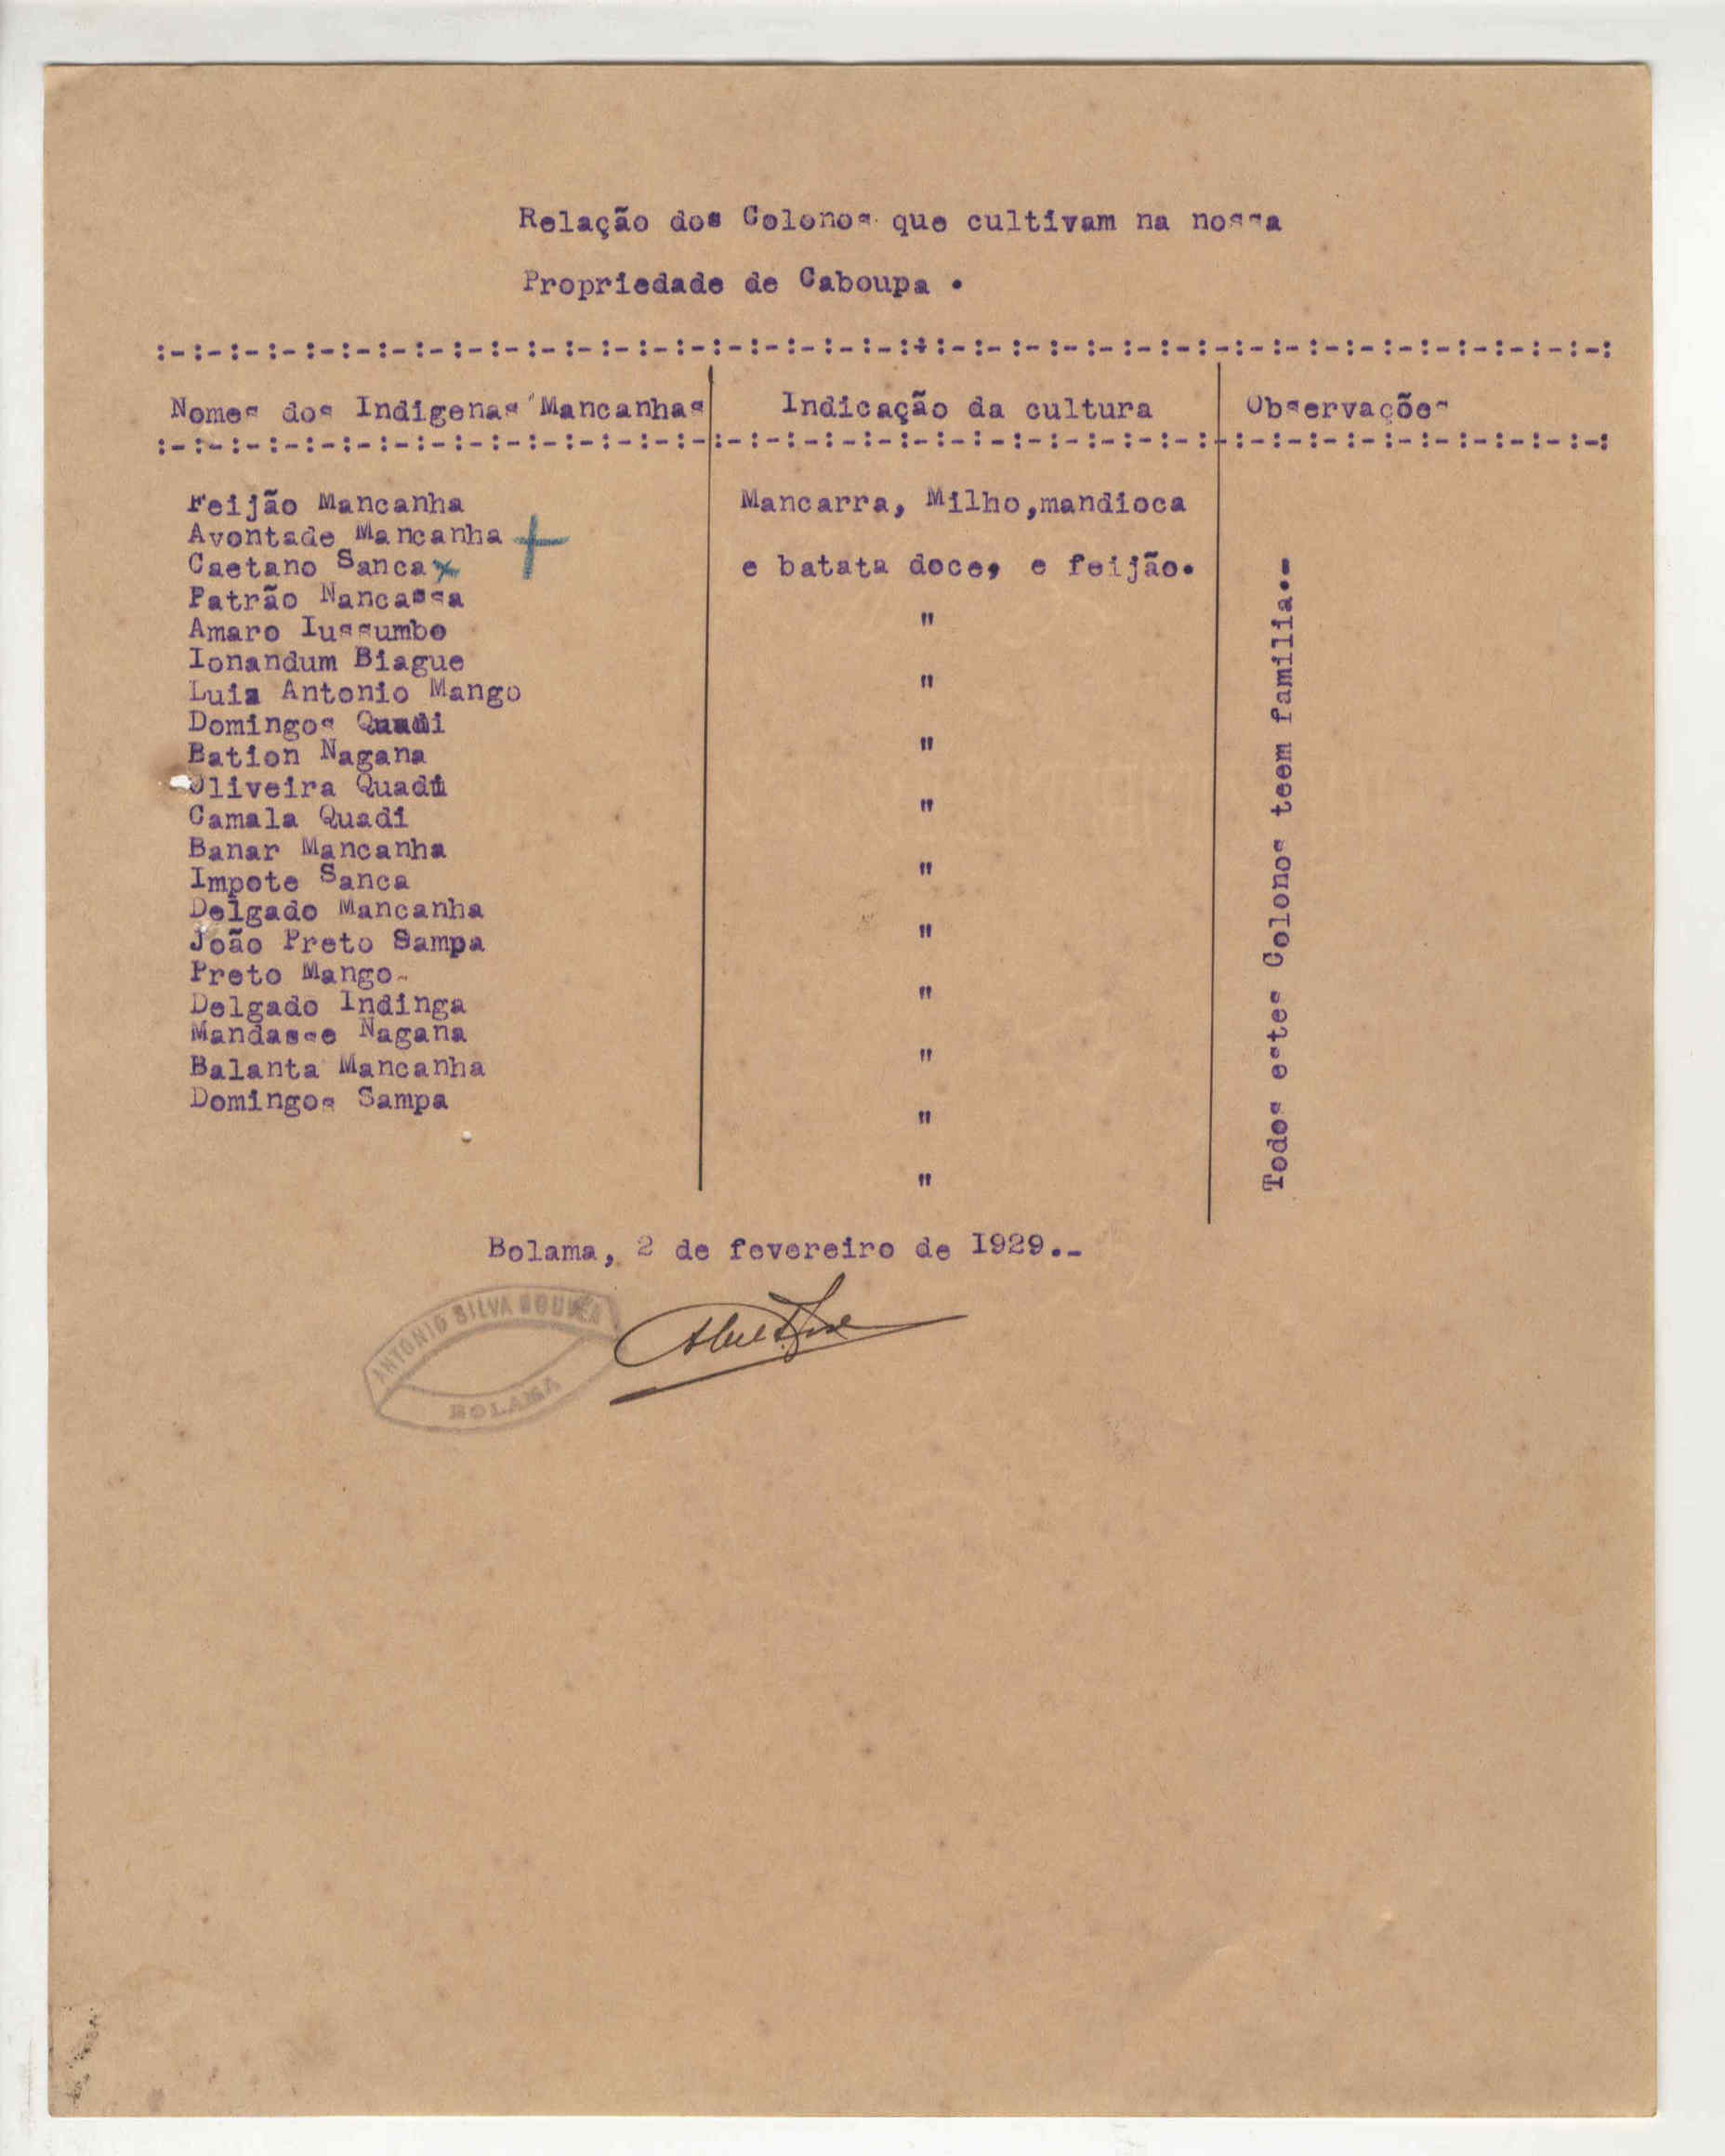 Relação dos Colonos que cultivam na nossa
Propriedade de Caboupa .
:-:-:-:-:-:-:-:-:-:-:-:-:-:-:-:-:-:-:-:-:+:-:-:-:-:-:-:-:-:-:-:-:-:-:-:-:-:-:-:
Nomes dos Indigenas Mancanhas Indicação da cultura Observações
:-:-:-:-:-:-:-:-:-:-:-:-:-:-:-:-:-:-:-:-:-:-:-:-:-:-:-:-:-:-:-:-:-:-:-:-:-:-:-:
Feijão Mancanha
Avontade Mancanha
Caetano Sanca
Patrão Nancassa
Amaro Iussumbo
Ionandum Biague
Luis Antonio Mango
Domingos Quadi
Bation Nagana
Oliveira Quadi
Camala Quadi
Banar Mancanha
Impote Sanca
Delgado Mancanha
João Preto Sampa
Preto Mango
Delgado Indinga
Mandasse Nagana
Balanta Mancanha
Domingos Sampa
Mancarra, Milho,mandioca
e batata doce, e feijão.
"
"
"
"
"
"
"
"
"
"
Todos estes Colonos teem familia.-
Bolama, 2 de fevereiro de 1929.-
ANTONIO SILVA GOUVÊA
BOLAMA